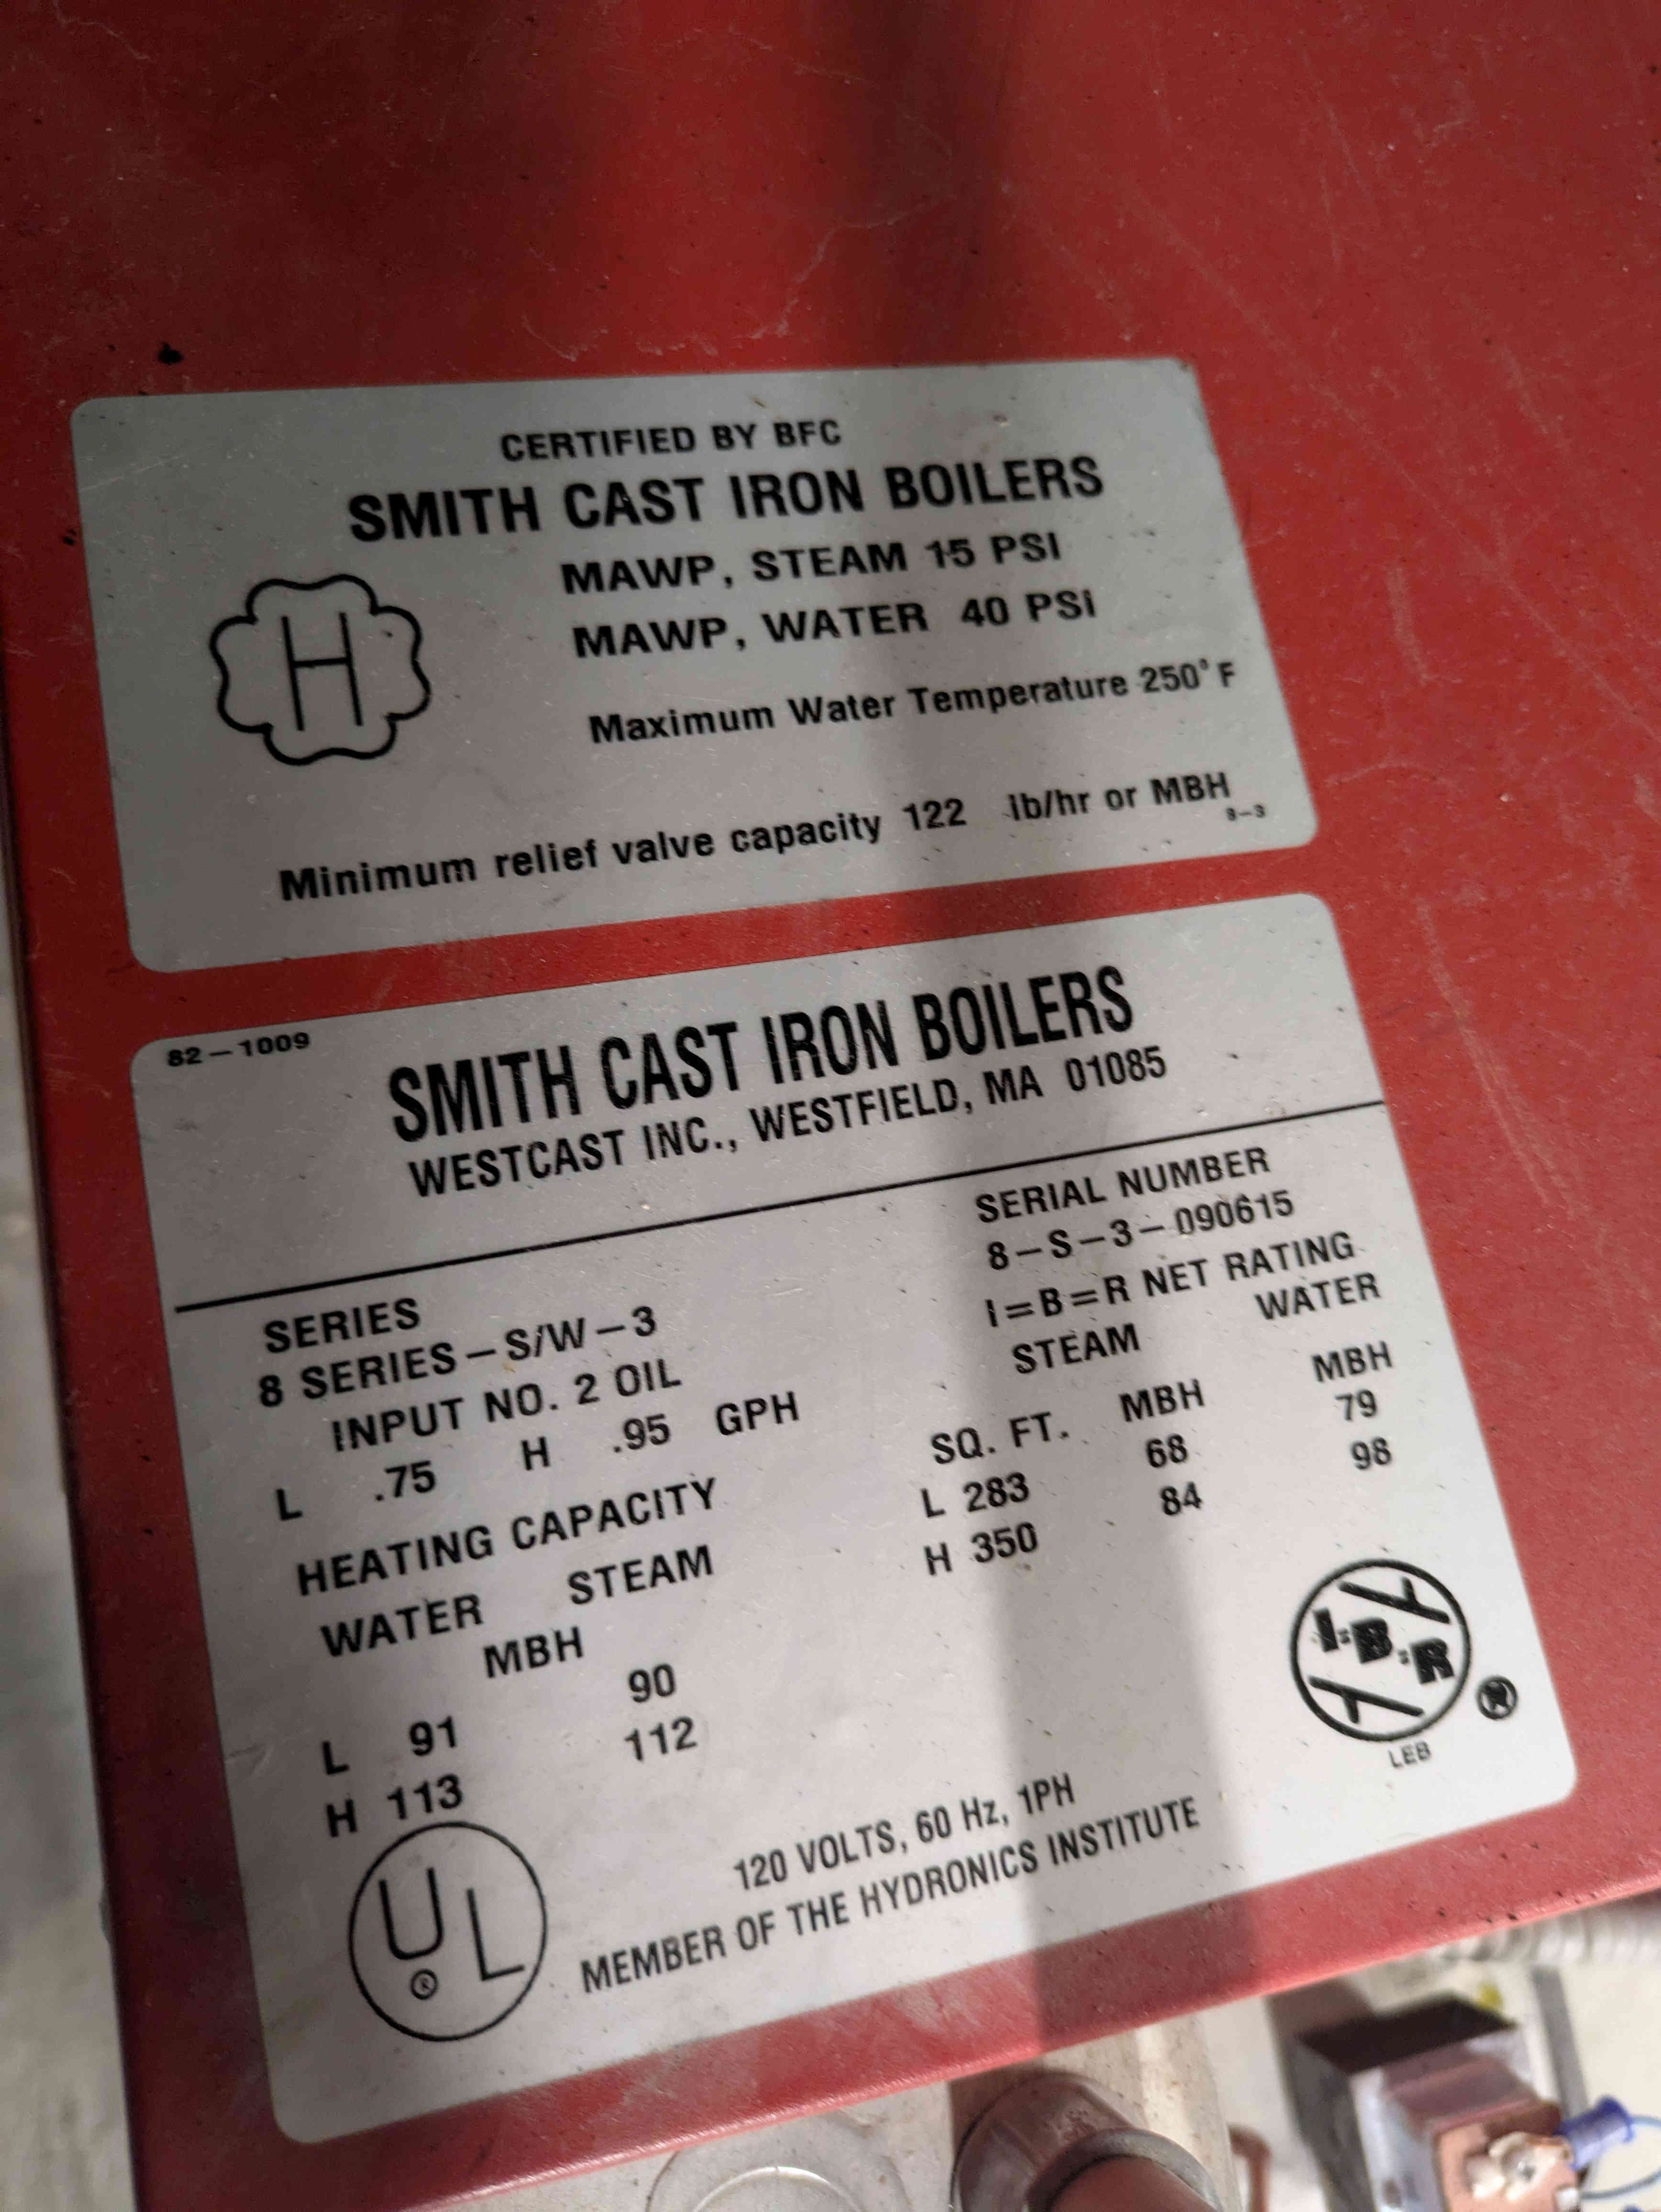 CERTIFIED BY BFC
SMITH CAST IRON BOILERS
MAWP, STEAM 15 PSI
MAWP, WATER 40 PSI
H
Maximum Water Temperature 250°F
Minimum relief valve capacity 122 lb/hr or MBH
8-3
82-1009
SMITH CAST IRON BOILERS
WESTCAST INC., WESTFIELD, MA 01085
SERIES
8 SERIES-S/W-3
INPUT NO. 2 OIL
L .75 H .95 GPH
HEATING CAPACITY
WATER STEAM
MBH
L 91 90
H 113 112
SERIAL NUMBER
8-S-3-090615
I=B=R NET RATING
STEAM WATER
SQ. FT. MBH MBH
L 283 68 79
H 350 84 98
I=B=R
®
LEB
UL
®
120 VOLTS, 60 Hz, 1PH
MEMBER OF THE HYDRONICS INSTITUTE